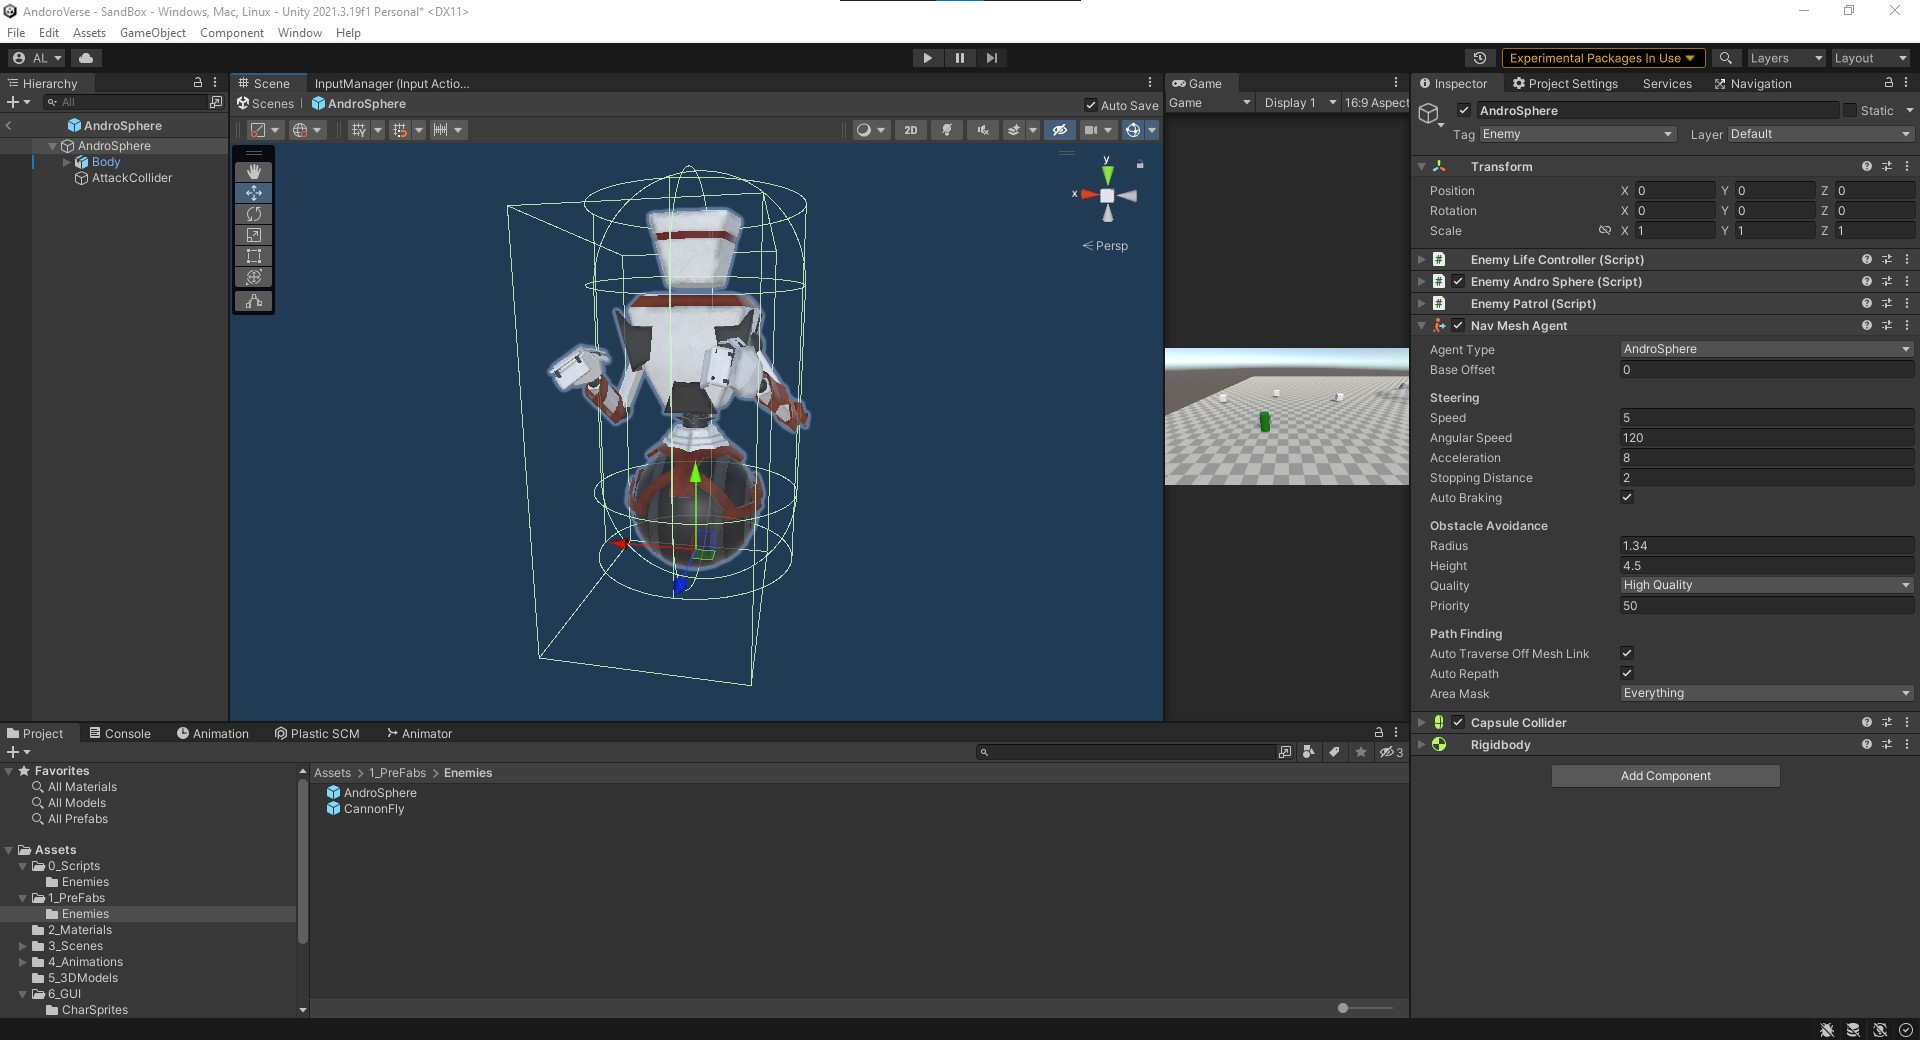 AndoroVerse - SandBox - Windows, Mac, Linux - Unity 2021.3.19f1 Personal* <DX11>
File Edit Assets GameObject Component Window Help
AL
Experimental Packages In Use
Layers
Layout
Hierarchy
All
AndroSphere
AndroSphere
Body
AttackCollider
Scene
InputManager (Input Actio...
Scenes
AndroSphere
Auto Save
2D
y
x
Persp
Game
Game
Display 1
16:9 Aspect
Inspector
Project Settings
Services
Navigation
AndroSphere
Static
Tag Enemy
Layer Default
Transform
Position X 0 Y 0 Z 0
Rotation X 0 Y 0 Z 0
Scale X 1 Y 1 Z 1
Enemy Life Controller (Script)
Enemy Andro Sphere (Script)
Enemy Patrol (Script)
Nav Mesh Agent
Agent Type AndroSphere
Base Offset 0
Steering
Speed 5
Angular Speed 120
Acceleration 8
Stopping Distance 2
Auto Braking
Obstacle Avoidance
Radius 1.34
Height 4.5
Quality High Quality
Priority 50
Path Finding
Auto Traverse Off Mesh Link
Auto Repath
Area Mask Everything
Capsule Collider
Rigidbody
Add Component
Project
Console
Animation
Plastic SCM
Animator
3
Favorites
All Materials
All Models
All Prefabs
Assets
0_Scripts
Enemies
1_PreFabs
Enemies
2_Materials
3_Scenes
4_Animations
5_3DModels
6_GUI
CharSprites
Assets > 1_PreFabs > Enemies
AndroSphere
CannonFly